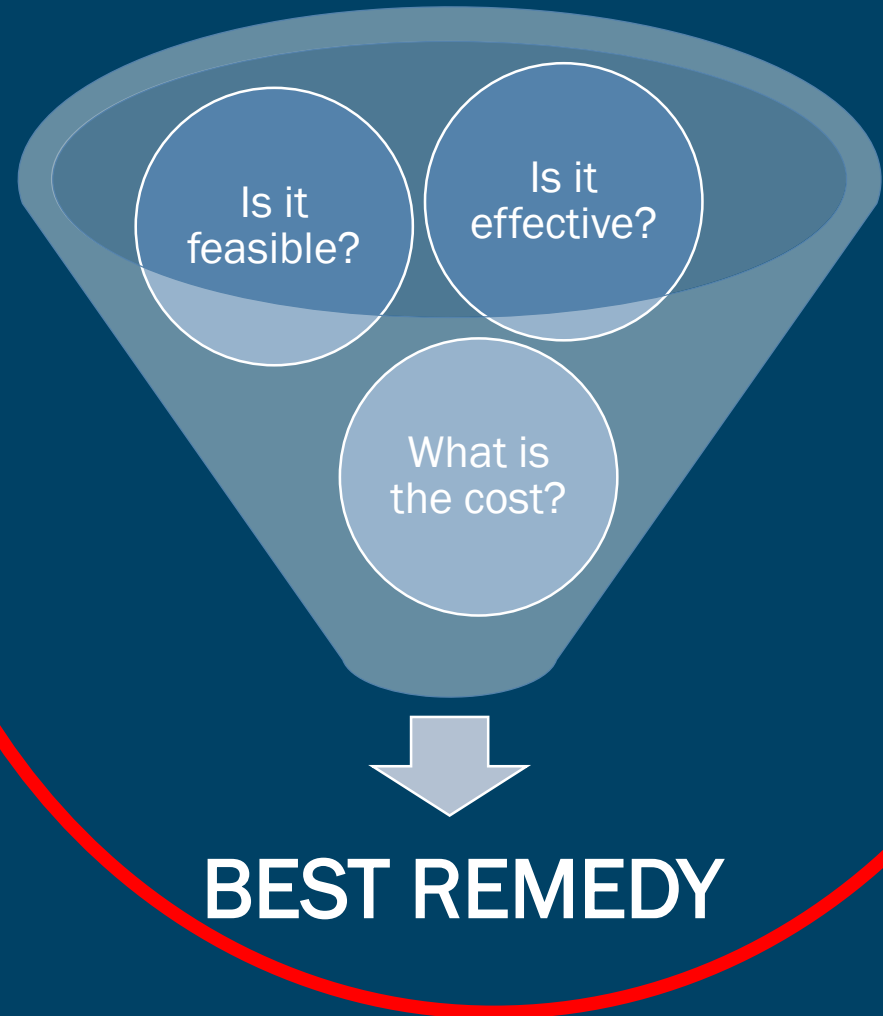 Is it
feasible?
Is it
effective?
What is
the cost?
BEST REMEDY